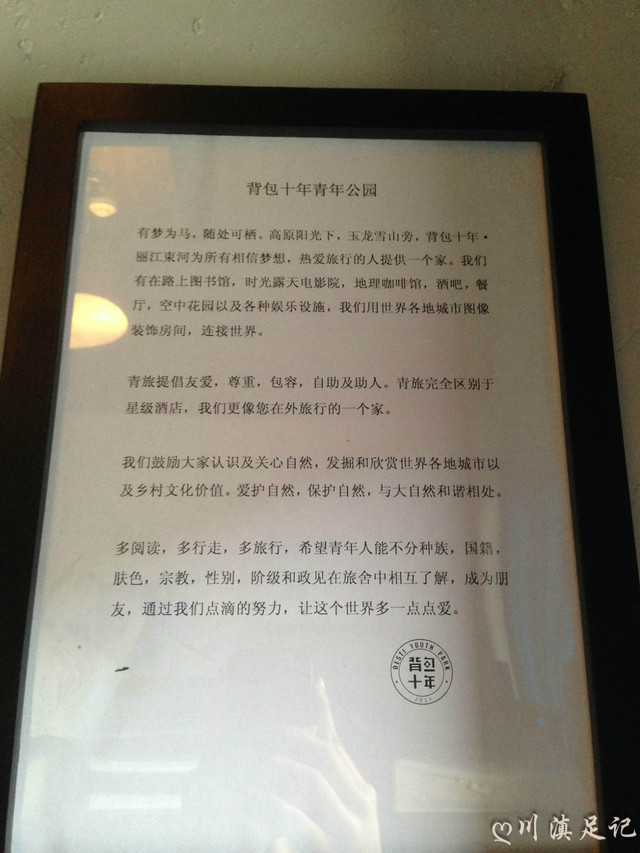 背包十年青年公园
有梦为马，随处可栖。高原阳光下，玉龙雪山旁，背包十年·
丽江束河为所有相信梦想，热爱旅行的人提供一个家。我们
有在路上图书馆，时光露天电影院，地理咖啡馆，酒吧，餐
厅，空中花园以及各种娱乐设施，我们用世界各地城市图像
装饰房间，连接世界。
青旅提倡友爱，尊重，包容，自助及助人。青旅完全区别于
星级酒店，我们更像您在外旅行的一个家。
我们鼓励大家认识及关心自然，发掘和欣赏世界各地城市以
及乡村文化价值。爱护自然，保护自然，与大自然和谐相处。
多阅读，多行走，多旅行，希望青年人能不分种族，国籍，
肤色，宗教，性别，阶级和政见在旅舍中相互了解，成为朋
友，通过我们点滴的努力，让这个世界多一点点爱。
YOUTH PARK
背包
十年
川滇足记